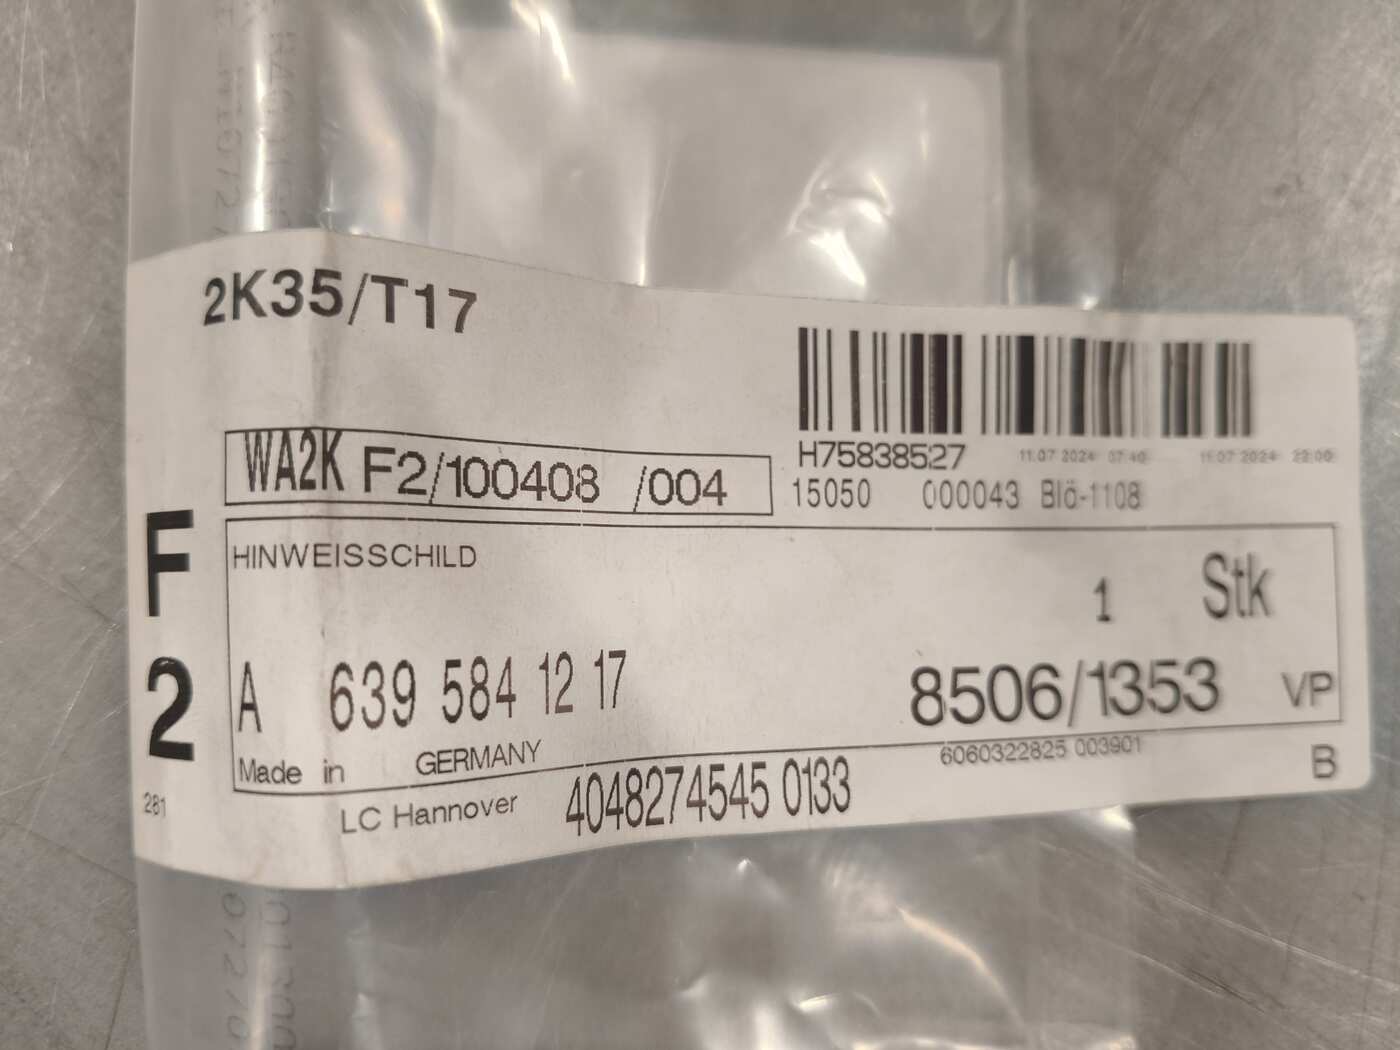 2K35/T17
H75838527 11.07 2024 07:40 11.07 2024 22:00
WA2K F2/100408 /004
15050 000043 Blö-1108
F2
HINWEISSCHILD
1 Stk
A 639 584 12 17
8506/1353 VP
Made in GERMANY
6060322825 003901
B
281
LC Hannover
4048274545 0133